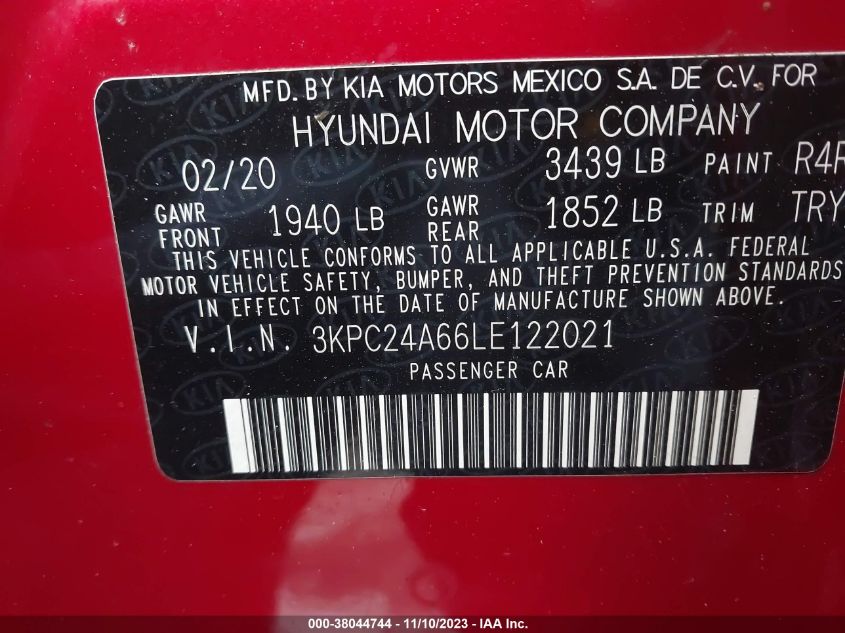 MFD. BY KIA MOTORS MEXICO S.A. DE C.V. FOR
HYUNDAI MOTOR COMPANY
02/20 GVWR 3439 LB PAINT R4R
GAWR FRONT 1940 LB GAWR REAR 1852 LB TRIM TRY
THIS VEHICLE CONFORMS TO ALL APPLICABLE U.S.A. FEDERAL
MOTOR VEHICLE SAFETY, BUMPER, AND THEFT PREVENTION STANDARDS
IN EFFECT ON THE DATE OF MANUFACTURE SHOWN ABOVE.
V.I.N. 3KPC24A66LE122021
PASSENGER CAR
000-38044744 - 11/10/2023 - IAA Inc.